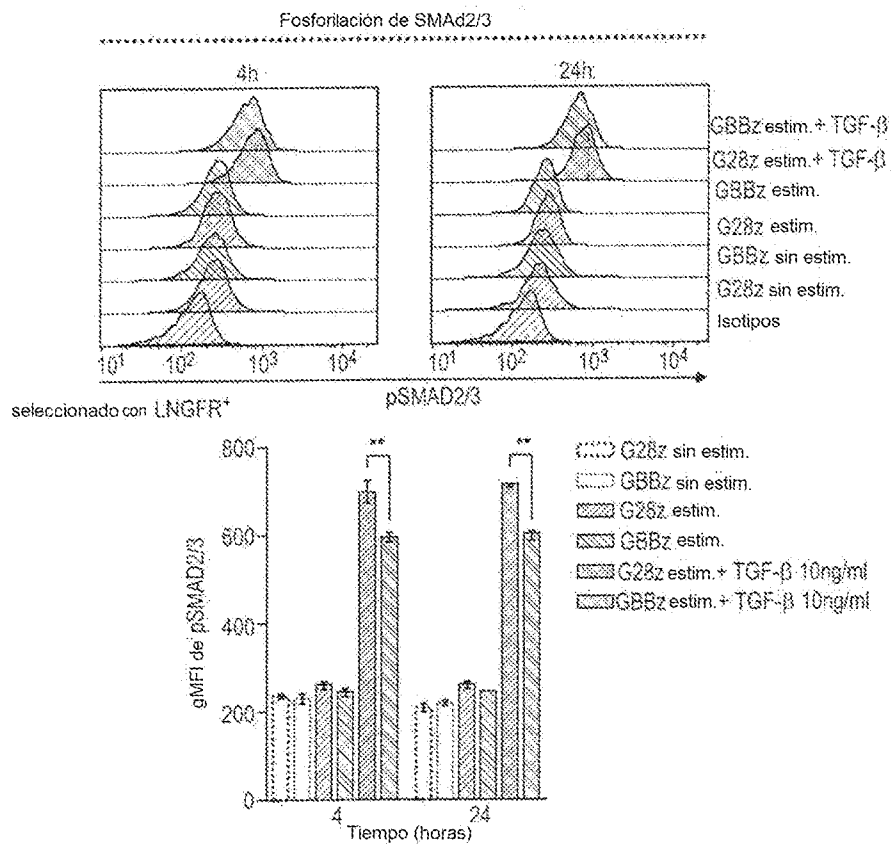 Fosforilación de SMAd2/3
4h
24h
GBBz estim.+ TGF-β
G28z estim.+ TGF-β
GBBz estim.
G28z estim.
GBBz sin estim.
G28z sin estim.
Isotipos
10¹ 10² 10³ 10⁴
10¹ 10² 10³ 10⁴
pSMAD2/3
seleccionado con LNGFR⁺
800
600
400
200
0
gMFI de pSMAD2/3
**
**
G28z sin estim.
GBBz sin estim.
G28z estim.
GBBz estim.
G28z estim.+ TGF-β 10ng/ml
GBBz estim.+ TGF-β 10ng/ml
4
24
Tiempo (horas)